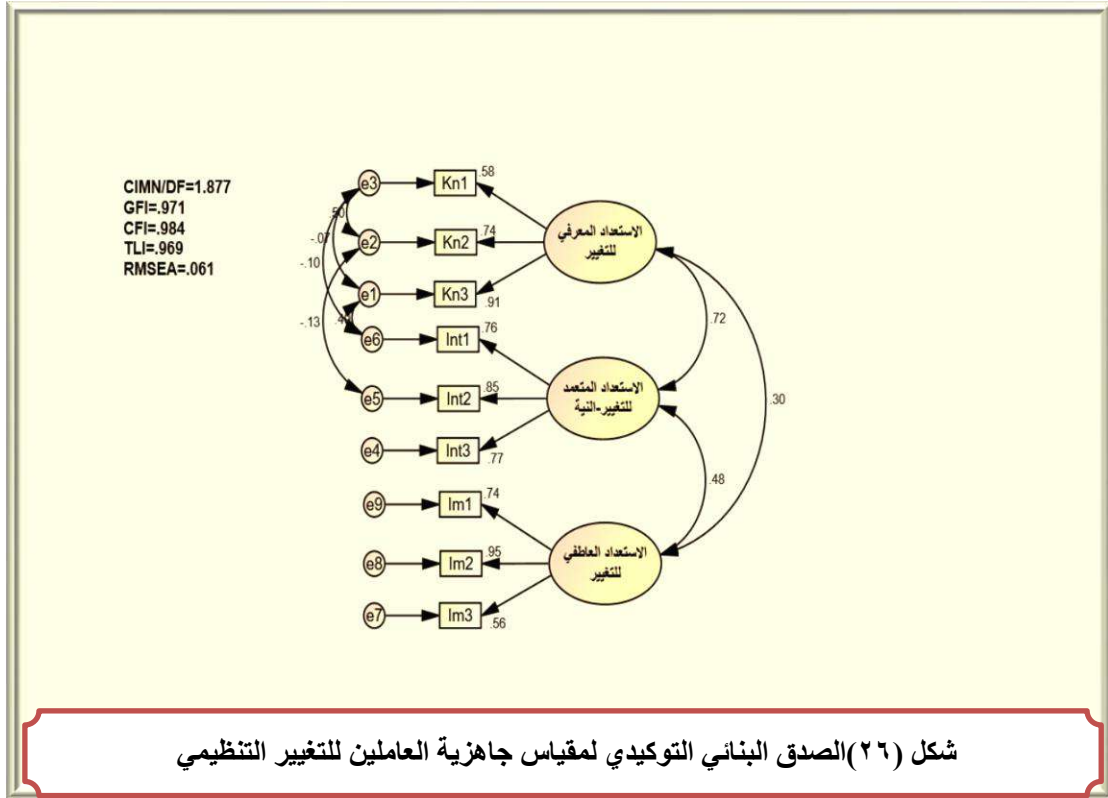 CIMN/DF=1.877
GFI=.971
CFI=.984
TLI=.969
RMSEA=.061
e3
Kn1
.58
.50
e2
Kn2
.74
-.07
-.10
e1
Kn3
.91
-.13
e6
Int1
.76
e5
Int2
.85
e4
Int3
.77
e9
Im1
.74
e8
Im2
.95
e7
Im3
.56
الاستعداد المعرفي
للتغيير
.72
الاستعداد المتعمد
للتغيير-النية
.30
.48
الاستعداد العاطفي
للتغيير
شكل (٢٦)الصدق البنائي التوكيدي لمقياس جاهزية العاملين للتغيير التنظيمي